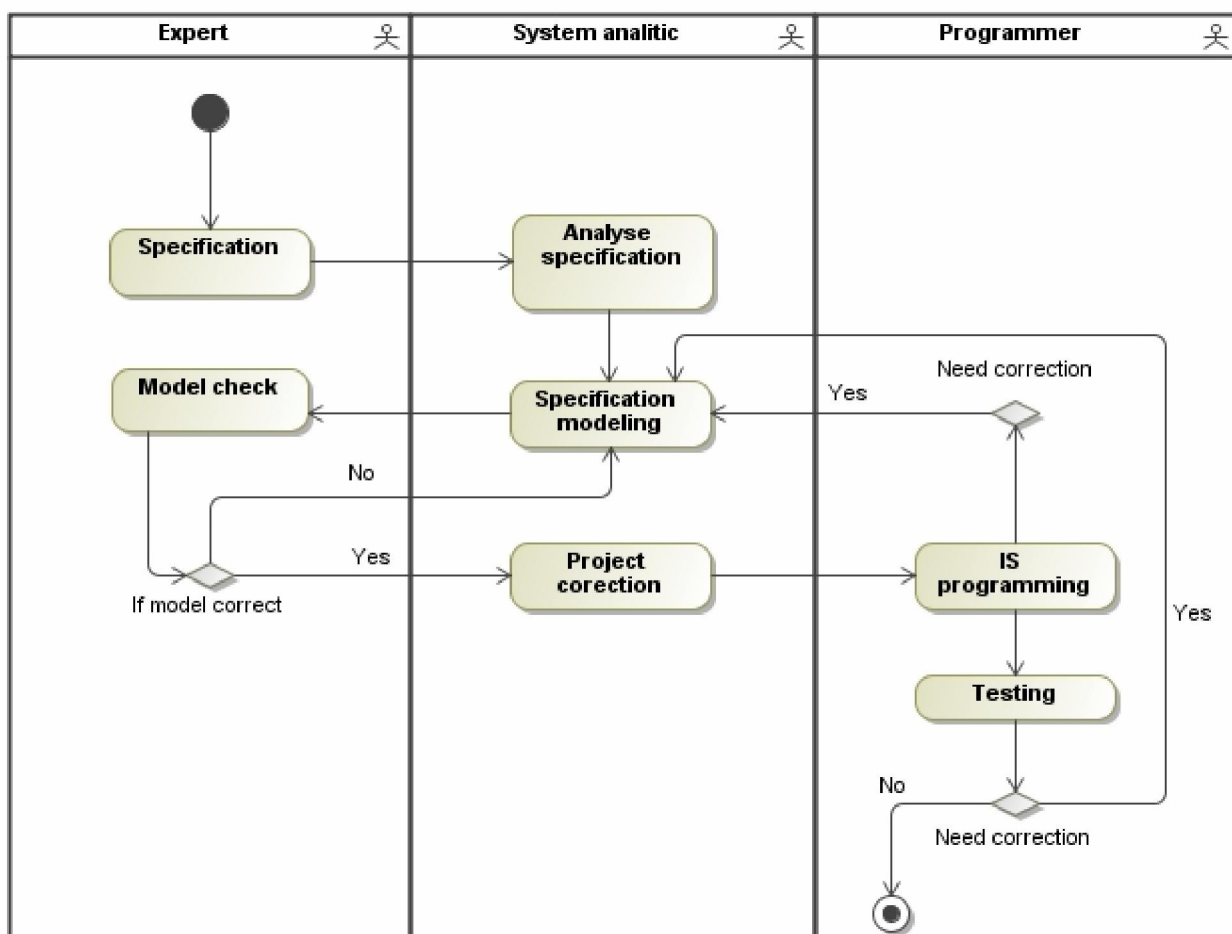 Expert
System analitic
Programmer
Specification
Analyse
specification
Model check
Specification
modeling
Need correction
Yes
No
If model correct
Yes
Project
corection
IS
programming
Yes
Testing
No
Need correction